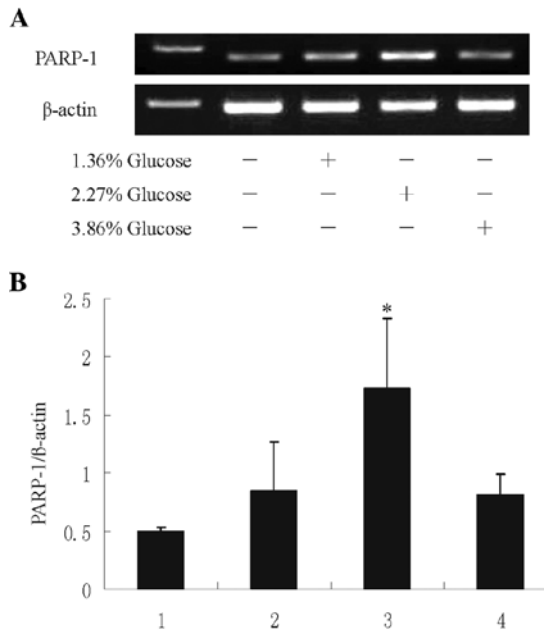 A
PARP-1
β-actin
1.36% Glucose − + − −
2.27% Glucose − − + −
3.86% Glucose − − − +
B
2.5
*
2
1.5
1
0.5
0
PARP-1/β-actin
1 2 3 4